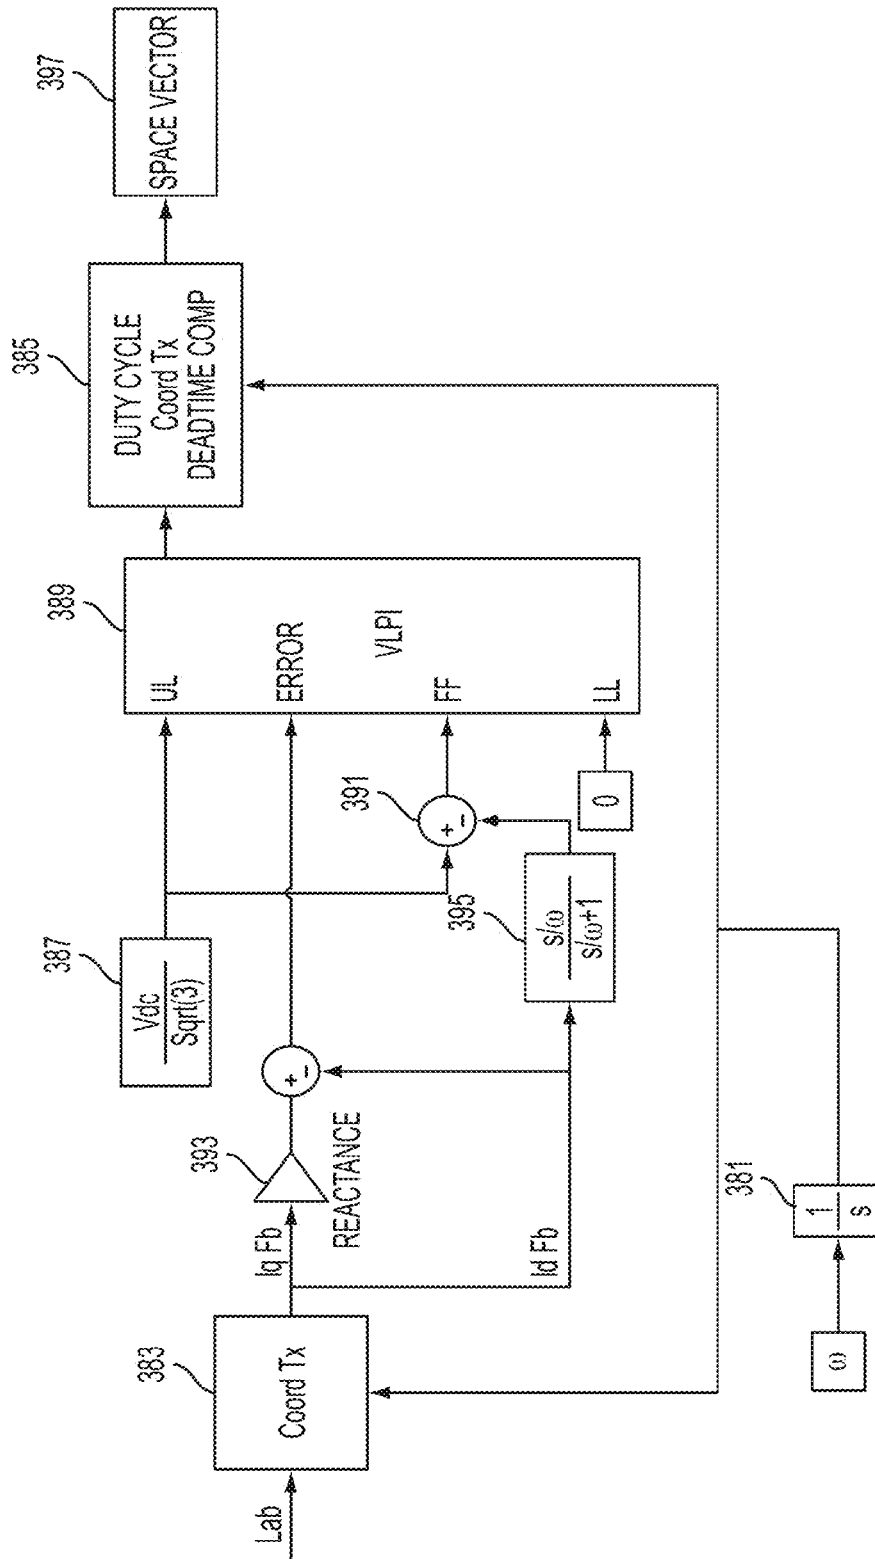 Lab
383
Coord Tx
Iq Fb
Id Fb
393
REACTANCE
+
−
387
Vdc
Sqrt(3)
395
s/ω
s/ω+1
391
+
−
0
389
UL
ERROR
VLPI
FF
LL
385
DUTY CYCLE
Coord Tx
DEADTIME COMP
397
SPACE VECTOR
ω
381
1
s